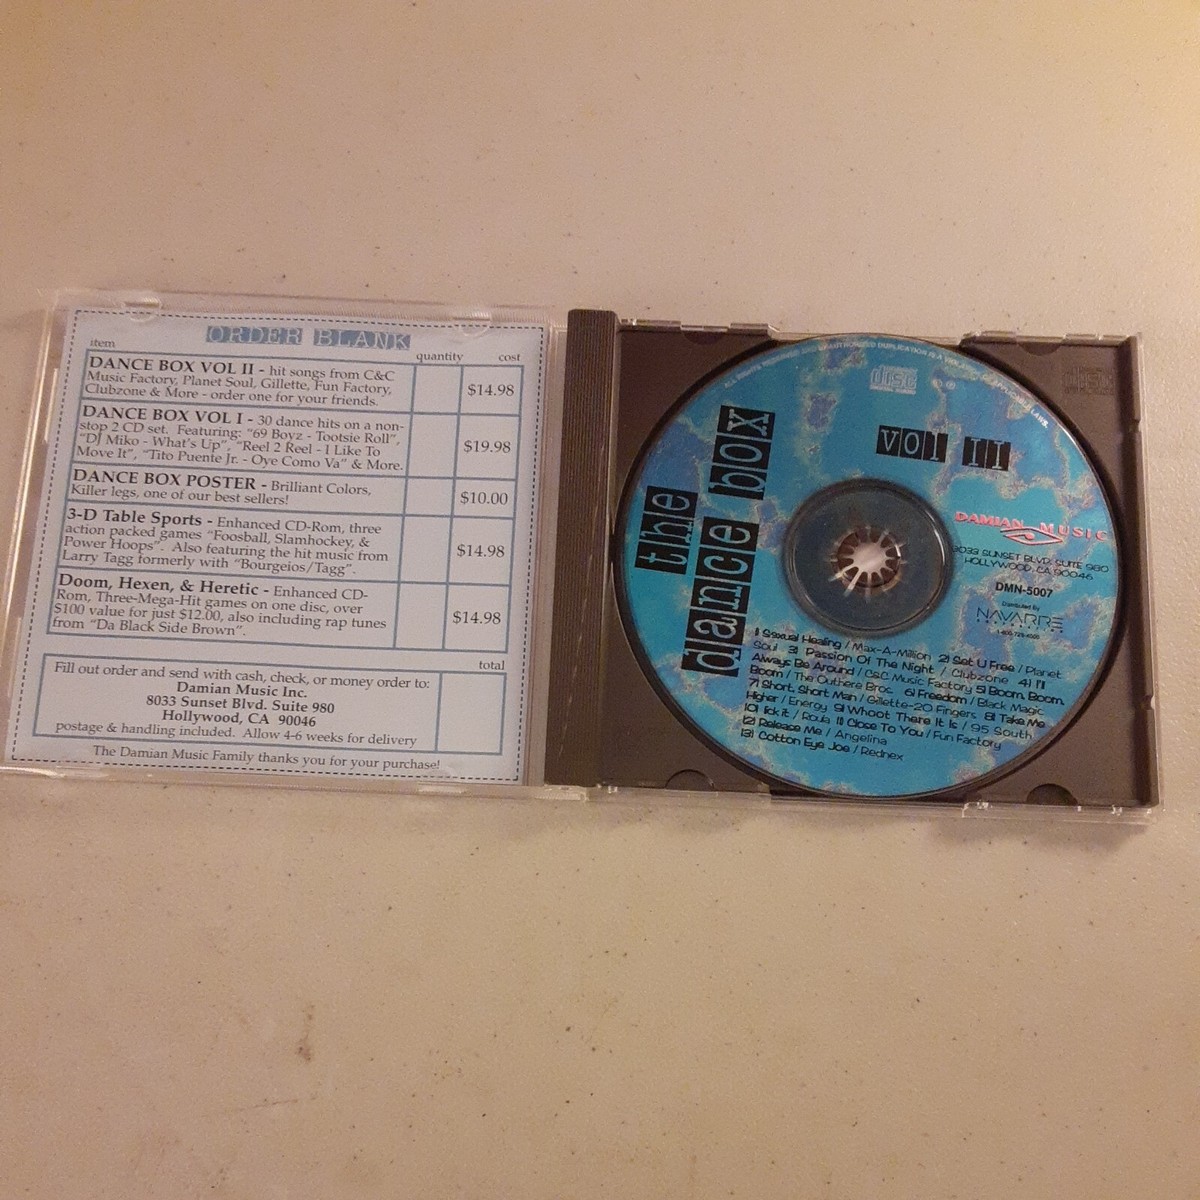 ORDER BLANK
item
quantity
cost
DANCE BOX VOL II - hit songs from C&C
Music Factory, Planet Soul, Gillette, Fun Factory,
Clubzone & More - order one for your friends.
$14.98
DANCE BOX VOL I - 30 dance hits on a non-
stop 2 CD set. Featuring: "69 Boyz - Tootsie Roll",
"DJ Miko - What's Up", "Reel 2 Reel - I Like To
Move It", "Tito Puente Jr. - Oye Como Va" & More.
$19.98
DANCE BOX POSTER - Brilliant Colors,
Killer legs, one of our best sellers!
$10.00
3-D Table Sports - Enhanced CD-Rom, three
action packed games "Foosball, Slamhockey, &
Power Hoops". Also featuring the hit music from
Larry Tagg formerly with "Bourgeios/Tagg".
$14.98
Doom, Hexen, & Heretic - Enhanced CD-
Rom, Three-Mega-Hit games on one disc, over
$100 value for just $12.00, also including rap tunes
from "Da Black Side Brown".
$14.98
total
Fill out order and send with cash, check, or money order to:
Damian Music Inc.
8033 Sunset Blvd. Suite 980
Hollywood, CA 90046
postage & handling included. Allow 4-6 weeks for delivery
The Damian Music Family thanks you for your purchase!
ALL RIGHTS RESERVED. AND UNAUTHORIZED DUPLICATION IS A VIOLATION OF APPLICABLE LAWS.
disc
the
dance box
vol II
DAMIAN MUSIC
8033 SUNSET BLVD. SUITE 980
HOLLYWOOD, CA 90046
DMN-5007
Distributed By
NAVARRE
1) Sexual Healing / Max-A-Million 2) Set U Free / Planet
Soul 3) Passion Of The Night / Clubzone 4) I'll
Always Be Around / C&C Music Factory 5) Boom, Boom,
Boom / The Outhere Bros. 6) Freedom / Black Magic
7) Short, Short Man / Gillette-20 Fingers 8) Take Me
Higher / Energy 9) Whoot There It Is / 95 South
10) Lick it / Roula 11) Close To You / Fun Factory
12) Release Me / Angelina
13) Cotton Eye Joe / Rednex